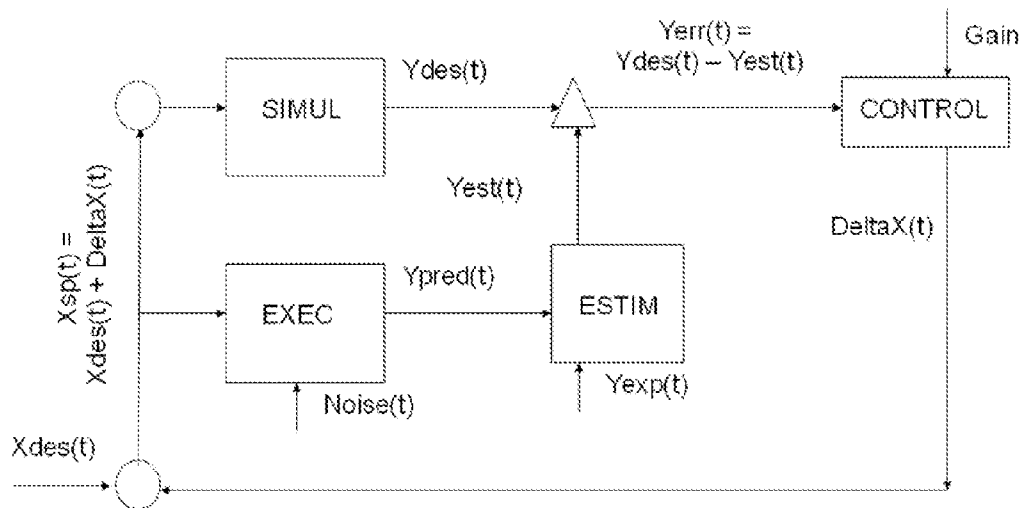 Yerr(t) =
Ydes(t) – Yest(t)
Gain
Ydes(t)
SIMUL
CONTROL
Yest(t)
DeltaX(t)
Xsp(t) =
Xdes(t) + DeltaX(t)
Ypred(t)
EXEC
ESTIM
Noise(t)
Yexp(t)
Xdes(t)